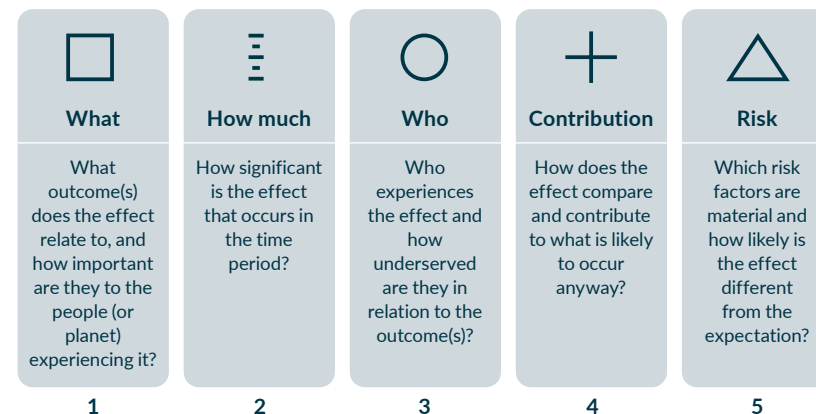 What
What
outcome(s)
does the effect
relate to, and
how important
are they to the
people (or
planet)
experiencing it?
1
How much
How significant
is the effect
that occurs in
the time
period?
2
Who
Who
experiences
the effect and
how
underserved
are they in
relation to the
outcome(s)?
3
Contribution
How does the
effect compare
and contribute
to what is likely
to occur
anyway?
4
Risk
Which risk
factors are
material and
how likely is
the effect
different
from the
expectation?
5